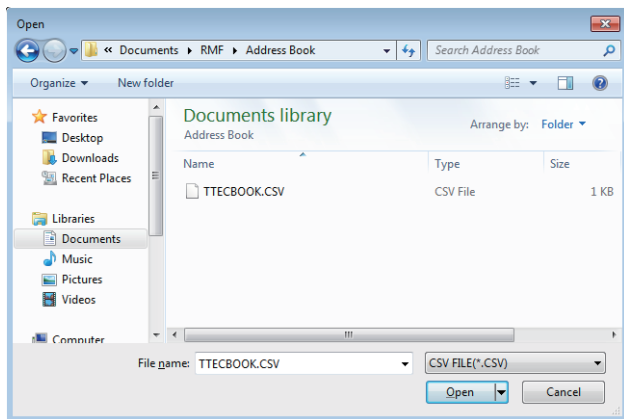 Open
« Documents RMF Address Book Search Address Book
Organize New folder
Favorites
Desktop
Downloads
Recent Places
Libraries
Documents
Music
Pictures
Videos
Computer
Documents library
Address Book
Arrange by: Folder
Name Type Size
TTECBOOK.CSV CSV File 1 KB
File name: TTECBOOK.CSV CSV FILE(*.CSV)
Open Cancel